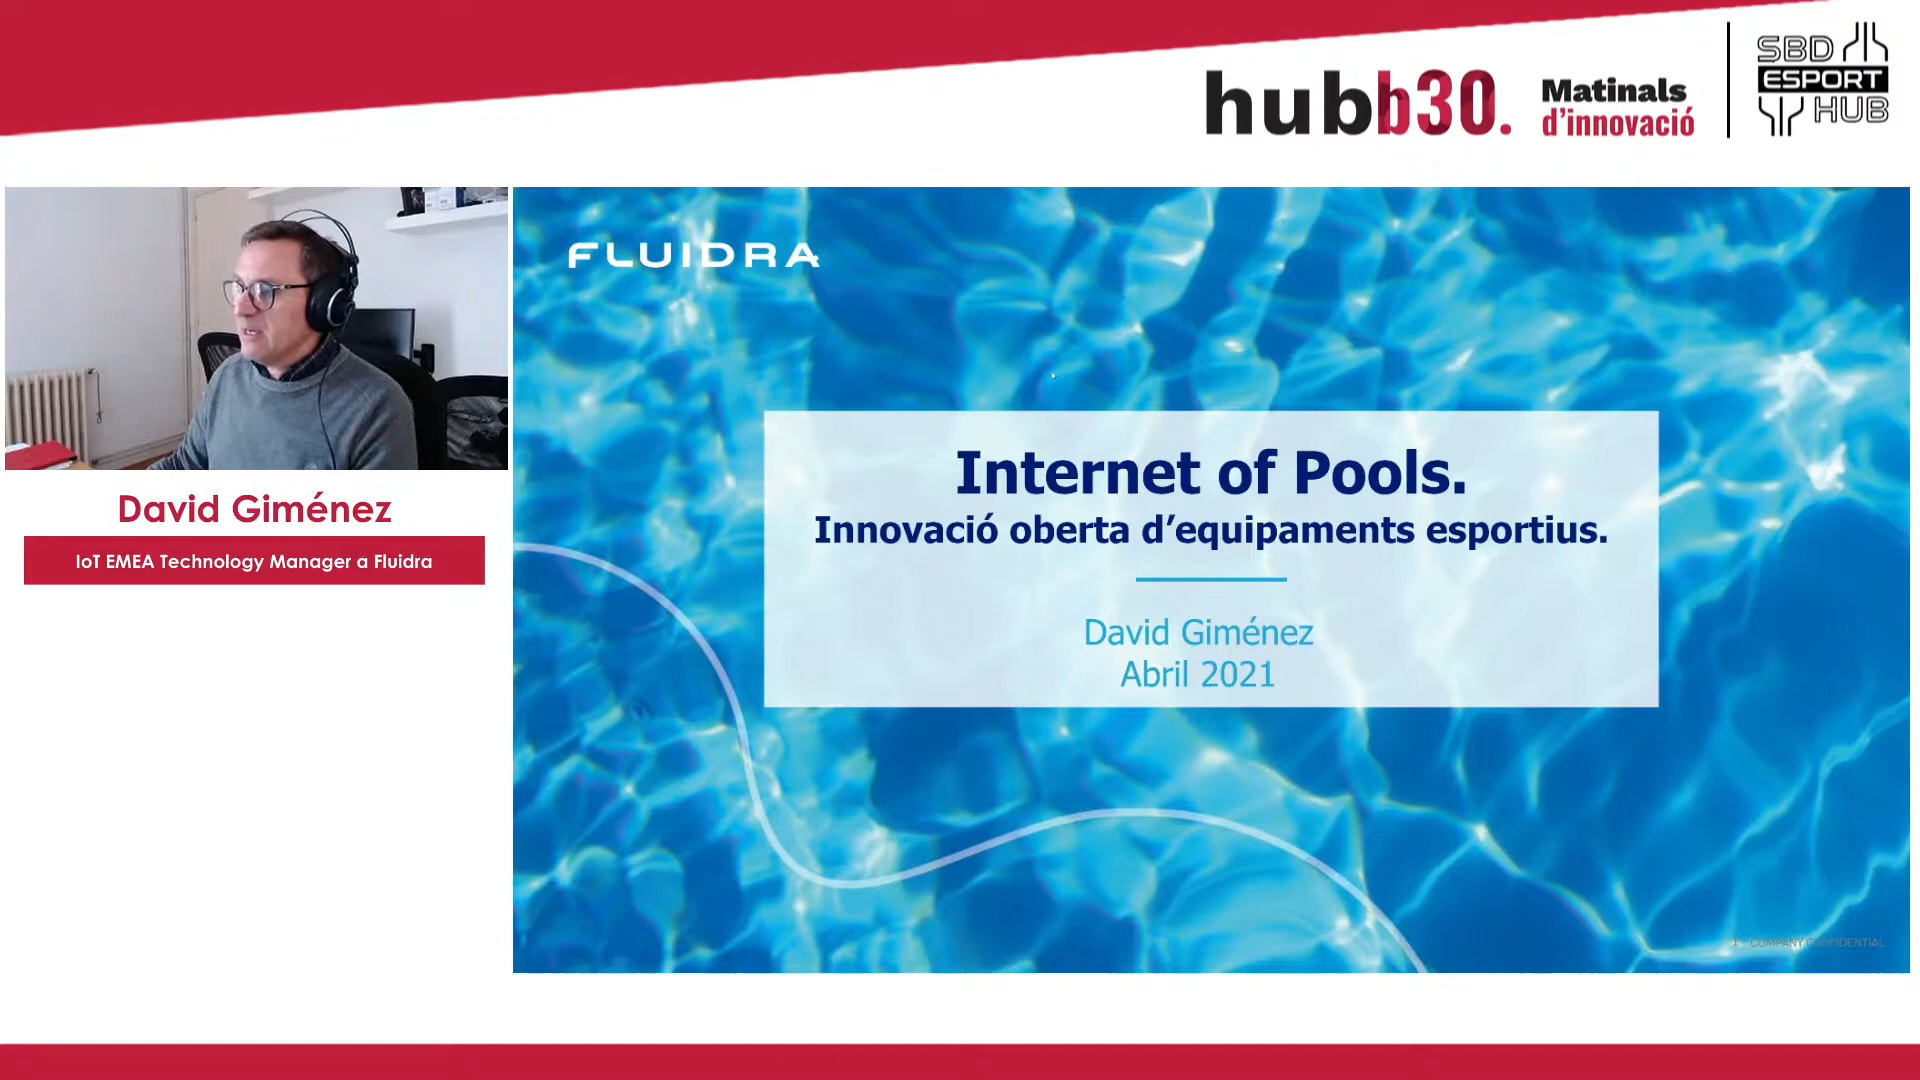 hubb30.
Matinals
d'innovació
SBD
ESPORT
HUB
FLUIDRA
Internet of Pools.
Innovació oberta d’equipaments esportius.
David Giménez
Abril 2021
1 COMPANY CONFIDENTIAL
David Giménez
IoT EMEA Technology Manager a Fluidra